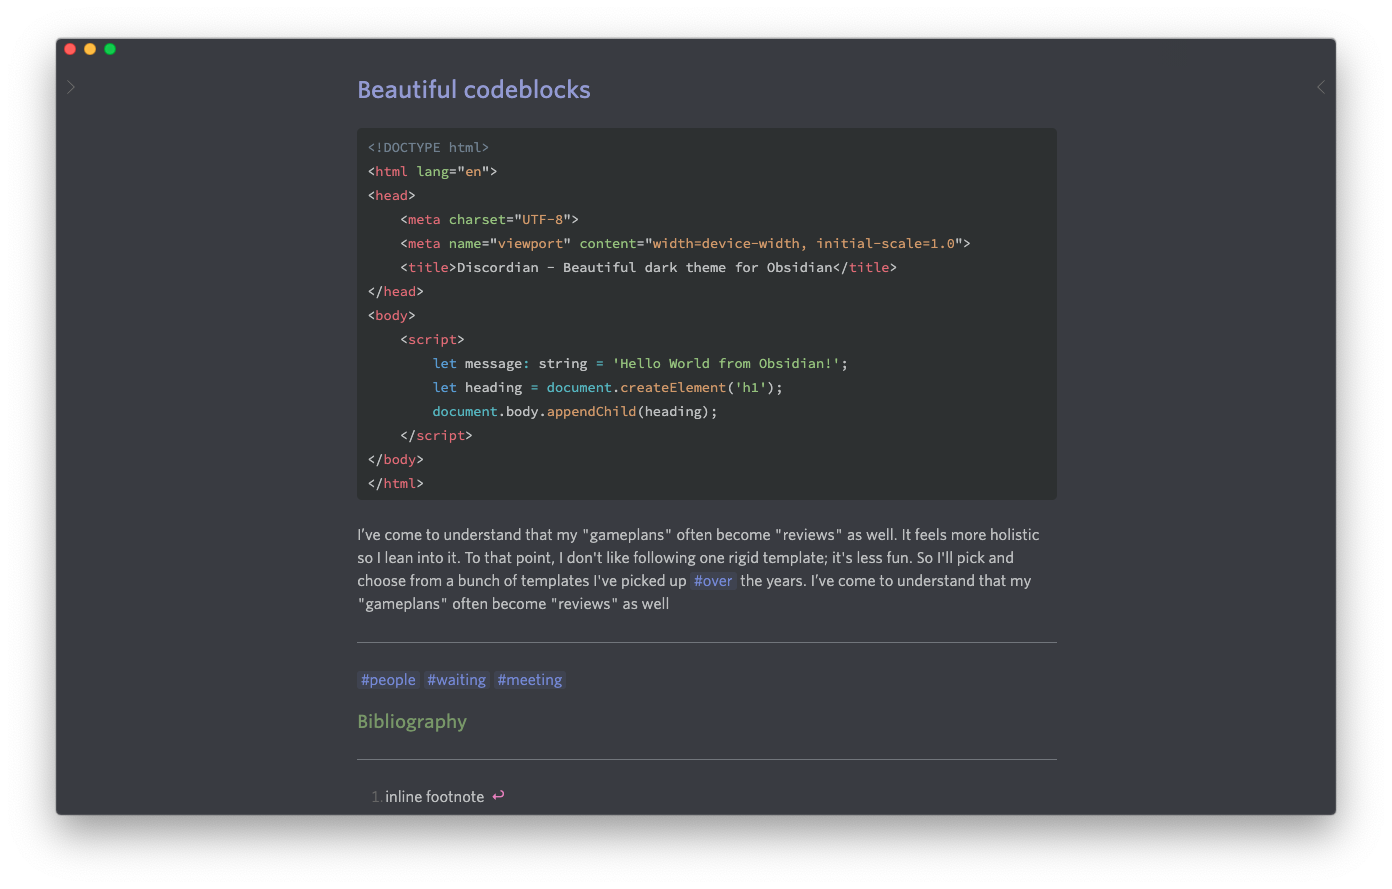 Beautiful codeblocks
<!DOCTYPE html>
<html lang="en">
<head>
    <meta charset="UTF-8">
    <meta name="viewport" content="width=device-width, initial-scale=1.0">
    <title>Discordian - Beautiful dark theme for Obsidian</title>
</head>
<body>
    <script>
        let message: string = 'Hello World from Obsidian!';
        let heading = document.createElement('h1');
        document.body.appendChild(heading);
    </script>
</body>
</html>
I’ve come to understand that my "gameplans" often become "reviews" as well. It feels more holistic
so I lean into it. To that point, I don't like following one rigid template; it's less fun. So I'll pick and
choose from a bunch of templates I've picked up #over the years. I’ve come to understand that my
"gameplans" often become "reviews" as well
#people #waiting #meeting
Bibliography
1. inline footnote ↩